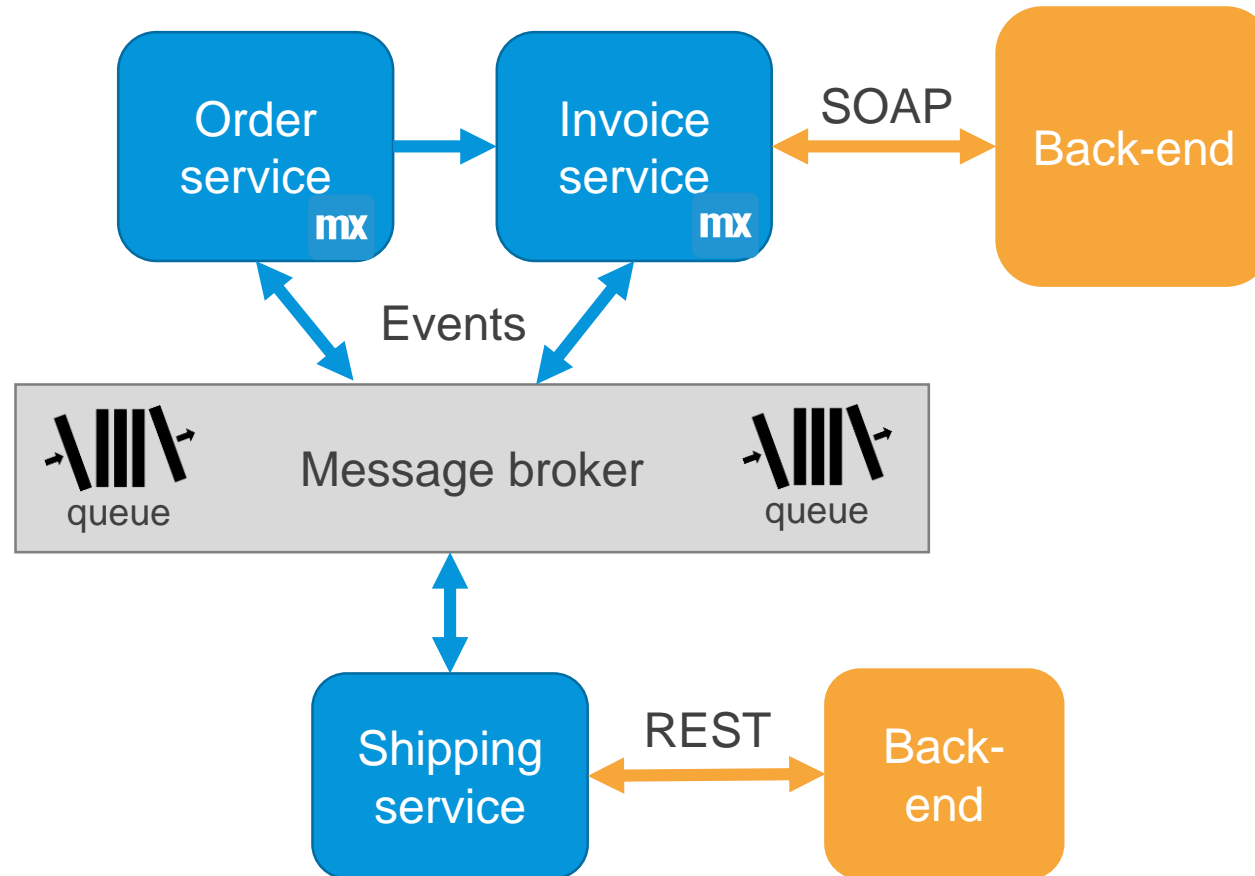 Order
service
mx
Invoice
service
mx
SOAP
Back-end
Events
Message broker
queue
queue
Shipping
service
REST
Back-
end